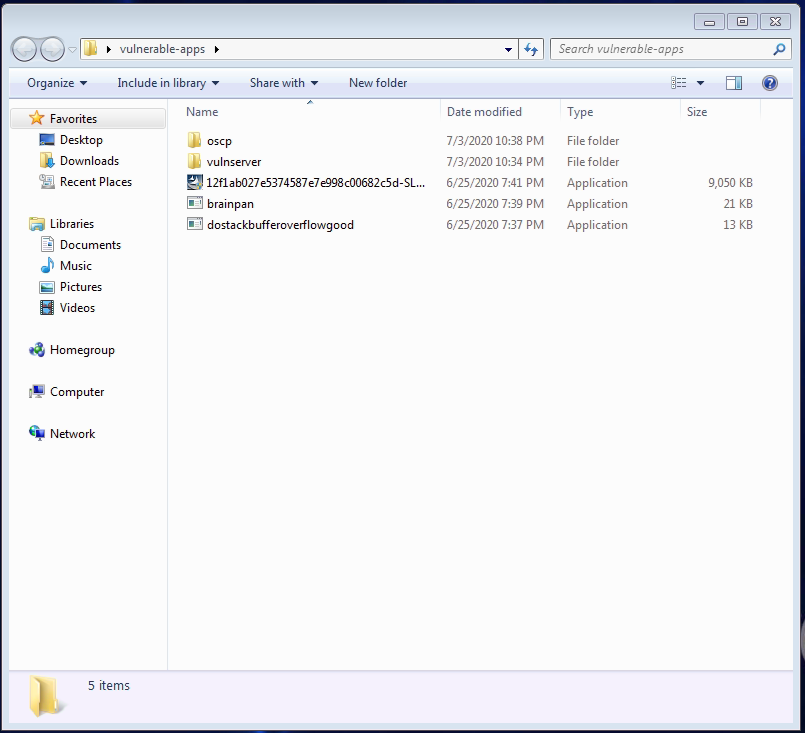 vulnerable-apps
Search vulnerable-apps
Organize Include in library Share with New folder
Name Date modified Type Size
Favorites
Desktop
Downloads
Recent Places
Libraries
Documents
Music
Pictures
Videos
Homegroup
Computer
Network
oscp 7/3/2020 10:38 PM File folder
vulnserver 7/3/2020 10:34 PM File folder
12f1ab027e5374587e7e998c00682c5d-SL... 6/25/2020 7:41 PM Application 9,050 KB
brainpan 6/25/2020 7:39 PM Application 21 KB
dostackbufferoverflowgood 6/25/2020 7:37 PM Application 13 KB
5 items